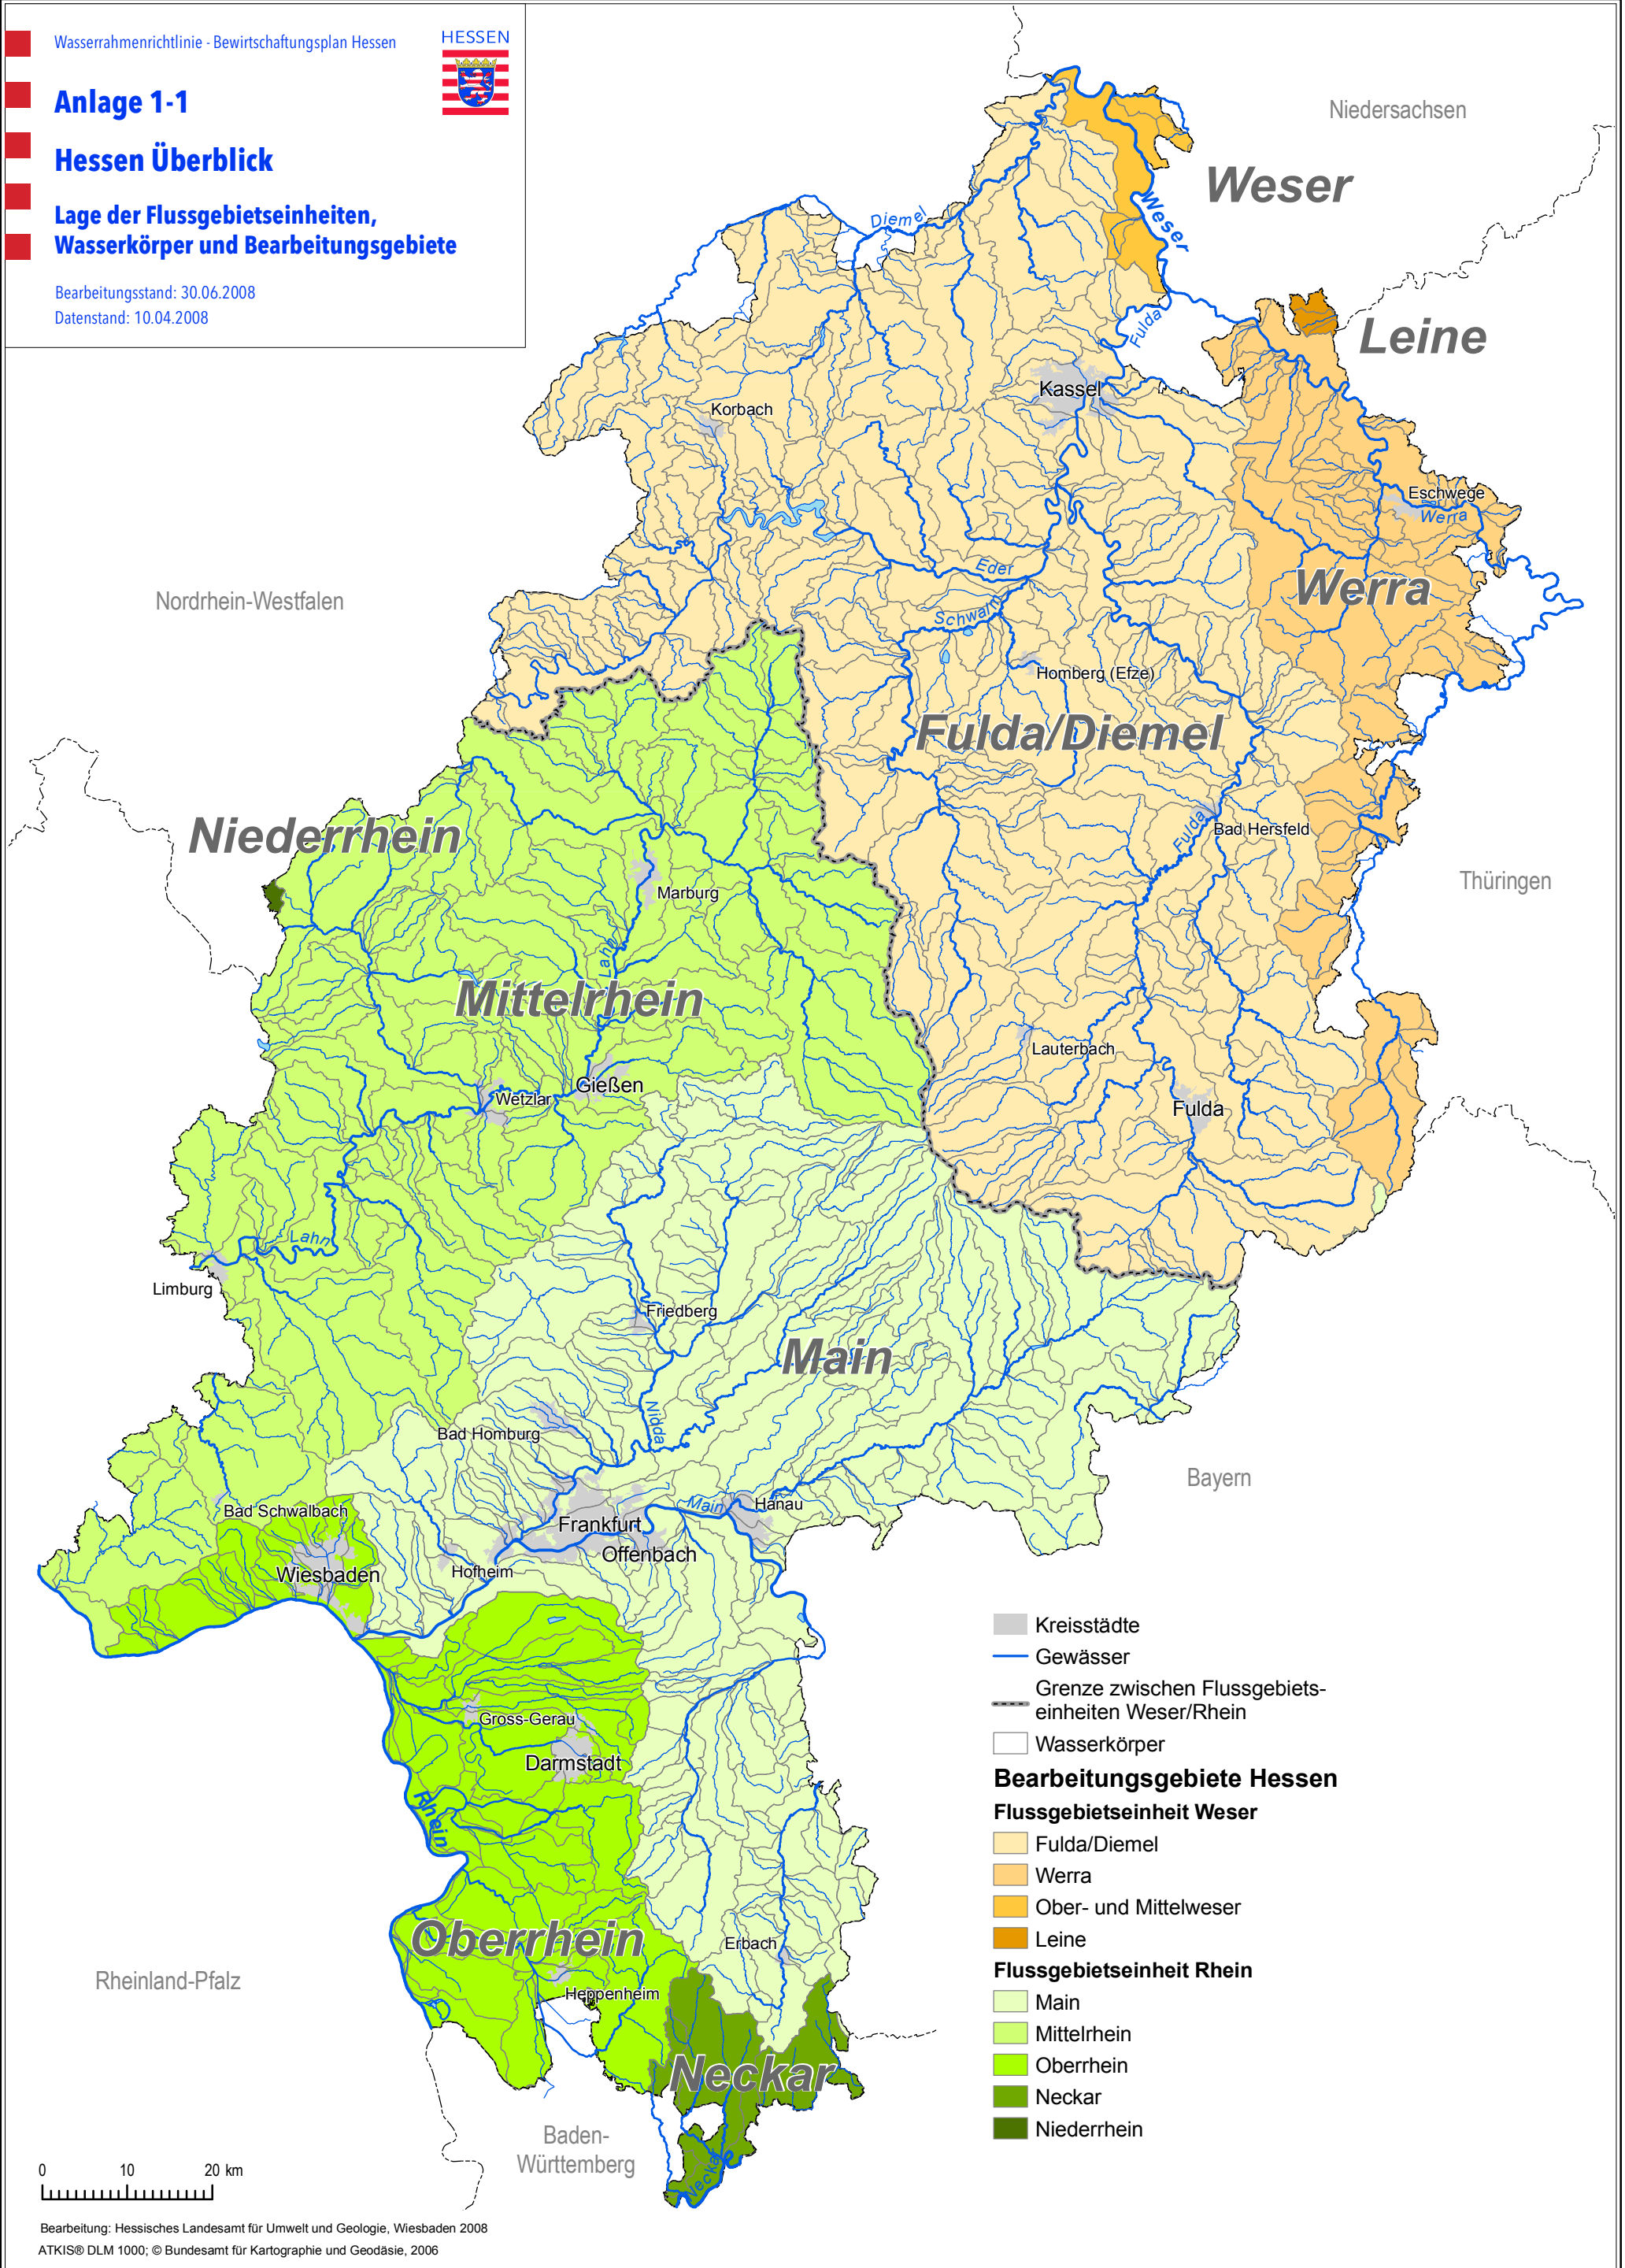 Wasserrahmenrichtlinie - Bewirtschaftungsplan Hessen
HESSEN
Anlage 1-1
Hessen Überblick
Lage der Flussgebietseinheiten,
Wasserkörper und Bearbeitungsgebiete
Bearbeitungsstand: 30.06.2008
Datenstand: 10.04.2008
Niedersachsen
Weser
Weser
Diemel
Fulda
Leine
Kassel
Korbach
Eschwege
Werra
Eder
Werra
Nordrhein-Westfalen
Schwalm
Homberg (Efze)
Fulda/Diemel
Niederrhein
Fulda
Bad Hersfeld
Marburg
Thüringen
Lahn
Mittelrhein
Lauterbach
Gießen
Wetzlar
Fulda
Lahn
Limburg
Friedberg
Main
Nidda
Bad Homburg
Bayern
Bad Schwalbach
Main
Hanau
Frankfurt
Offenbach
Wiesbaden
Hofheim
Gross-Gerau
Darmstadt
Rhein
Oberrhein
Erbach
Rheinland-Pfalz
Heppenheim
Neckar
Baden-
Württemberg
Neckar
Kreisstädte
Gewässer
Grenze zwischen Flussgebiets-
einheiten Weser/Rhein
Wasserkörper
Bearbeitungsgebiete Hessen
Flussgebietseinheit Weser
Fulda/Diemel
Werra
Ober- und Mittelweser
Leine
Flussgebietseinheit Rhein
Main
Mittelrhein
Oberrhein
Neckar
Niederrhein
0 10 20 km
Bearbeitung: Hessisches Landesamt für Umwelt und Geologie, Wiesbaden 2008
ATKIS® DLM 1000; © Bundesamt für Kartographie und Geodäsie, 2006